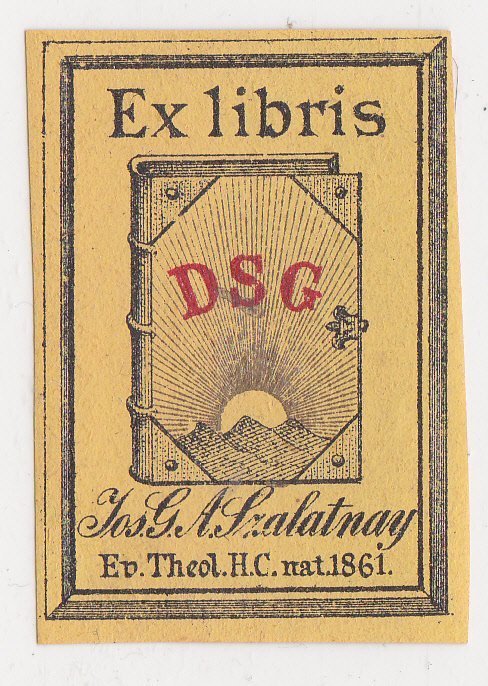 Ex libris
DSG
Jos. G. A. Szalatnay
Ev. Theol. H.C. nat. 1861.